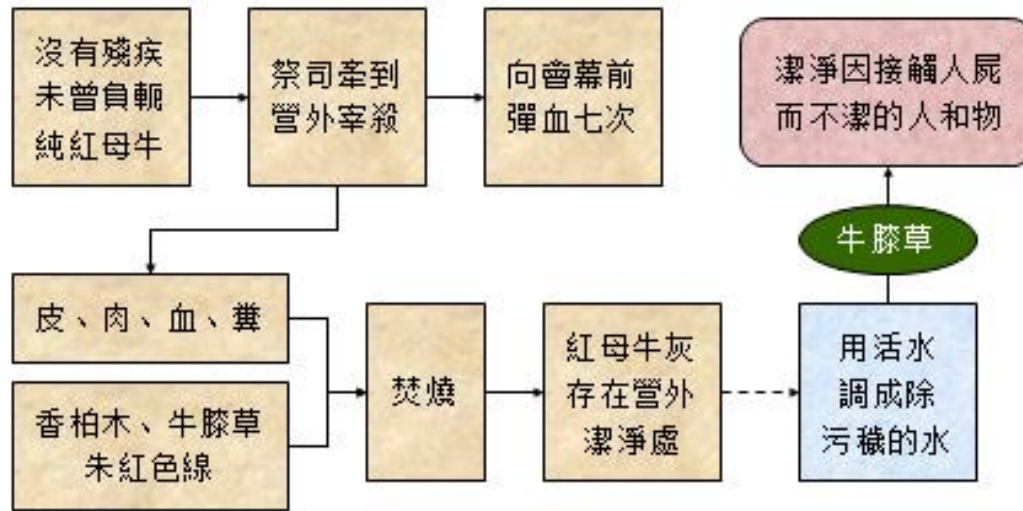 沒有殘疾
未曾負軛
純紅母牛
祭司牽到
營外宰殺
向會幕前
彈血七次
潔淨因接觸人屍
而不潔的人和物
牛膝草
皮、肉、血、糞
香柏木、牛膝草
朱紅色線
焚燒
紅母牛灰
存在營外
潔淨處
用活水
調成除
污穢的水